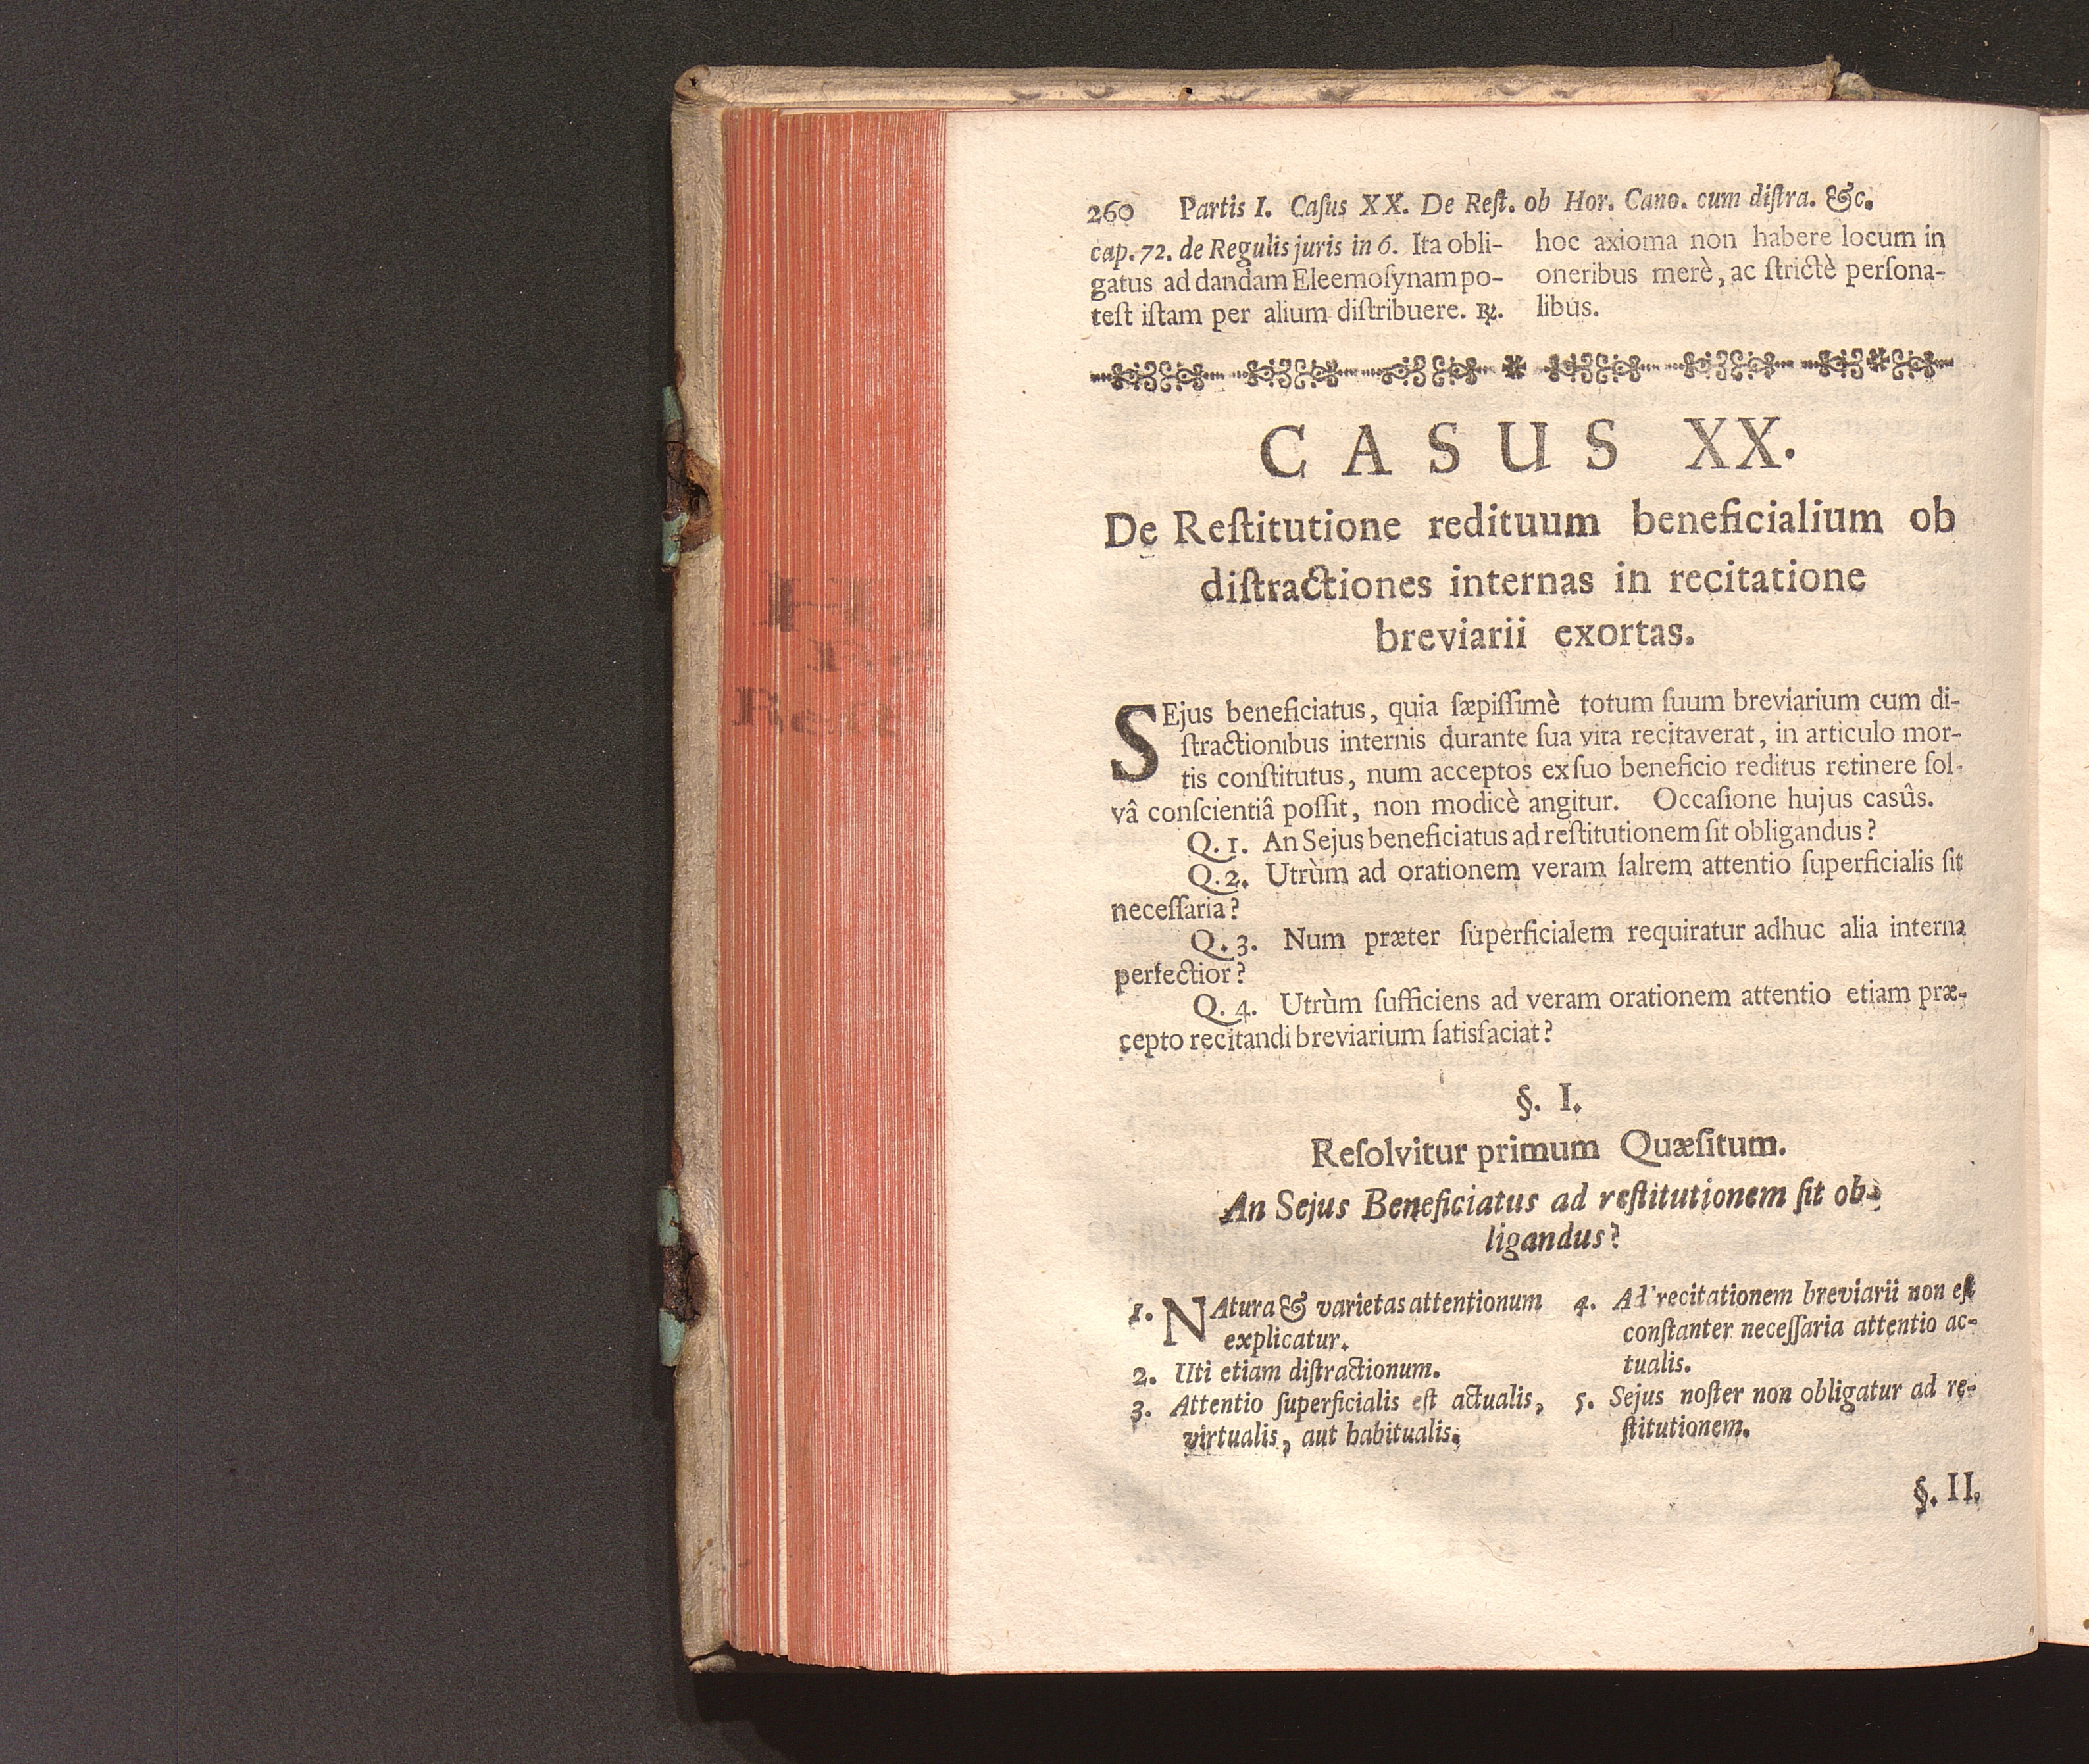 260 Partis I. Casus XX. De Rest. ob Hor. Cano. cum distra. &c.
cap. 72. de Regulis juris in 6. Ita obli-
gatus ad dandam Eleemosynam po-
test istam per alium distribuere. ℞.
hoc axioma non habere locum in
oneribus merè, ac strictè persona-
libus.
CASUS XX.
De Restitutione redituum beneficialium ob
distractiones internas in recitatione
breviarii exortas.
SEjus beneficiatus, quia sæpissimè totum suum breviarium cum di-
stractionibus internis durante sua vita recitaverat, in articulo mor-
tis constitutus, num acceptos ex suo beneficio reditus retinere sol-
vâ conscientiâ possit, non modicè angitur. Occasione hujus casûs.
Q. 1. An Sejus beneficiatus ad restitutionem sit obligandus?
Q. 2. Utrùm ad orationem veram salrem attentio superficialis sit
necessaria?
Q. 3. Num præter superficialem requiratur adhuc alia interna
perfectior?
Q. 4. Utrùm sufficiens ad veram orationem attentio etiam præ-
cepto recitandi breviarium satisfaciat?
§. I.
Resolvitur primum Quæsitum.
An Sejus Beneficiatus ad restitutionem sit ob-
ligandus?
1. NAtura & varietas attentionum
explicatur.
2. Uti etiam distractionum.
3. Attentio superficialis est actualis,
virtualis, aut habitualis.
4. Ad recitationem breviarii non est
constanter necessaria attentio ac-
tualis.
5. Sejus noster non obligatur ad re-
stitutionem.
§. II.